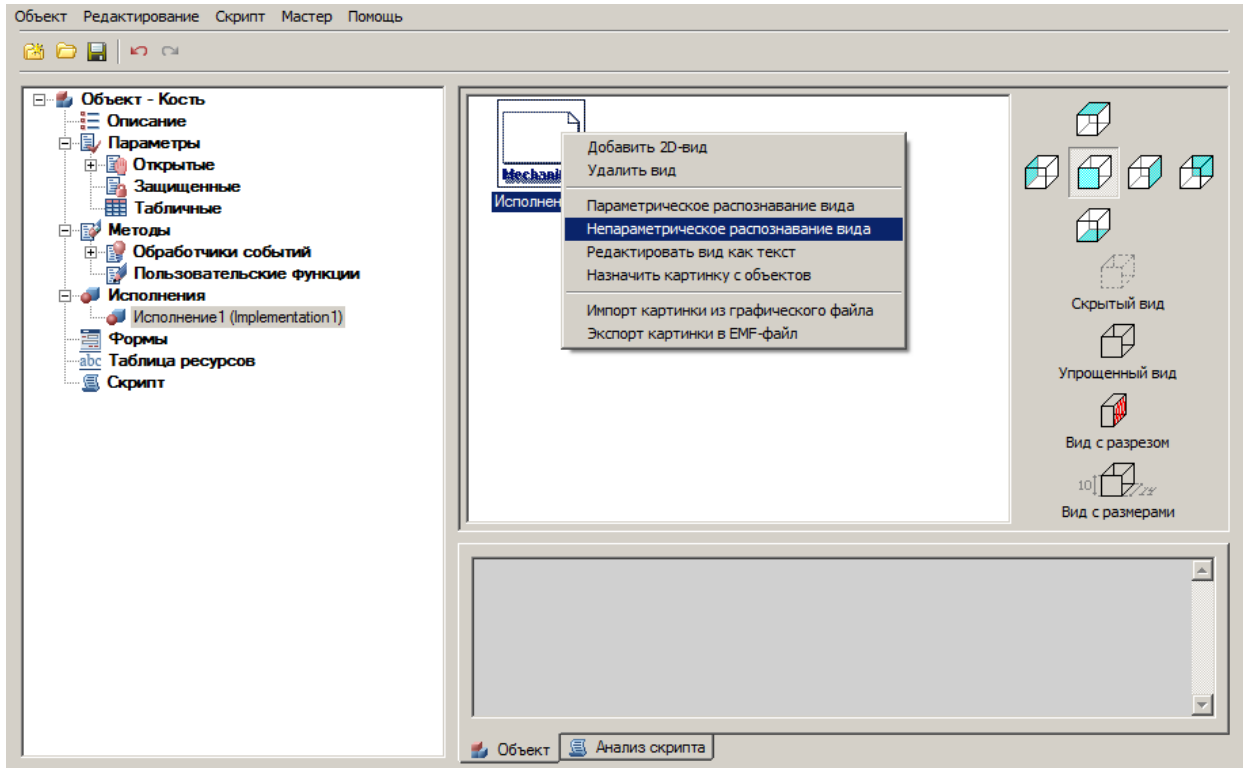 Объект Редактирование Скрипт Мастер Помощь
Объект - Кость
Описание
Параметры
Открытые
Защищенные
Табличные
Методы
Обработчики событий
Пользовательские функции
Исполнения
Исполнение1 (Implementation1)
Формы
abc Таблица ресурсов
Скрипт
Добавить 2D-вид
Удалить вид
Параметрическое распознавание вида
Непараметрическое распознавание вида
Редактировать вид как текст
Назначить картинку с объектов
Импорт картинки из графического файла
Экспорт картинки в EMF-файл
Скрытый вид
Упрощенный вид
Вид с разрезом
10
Вид с размерами
Объект Анализ скрипта